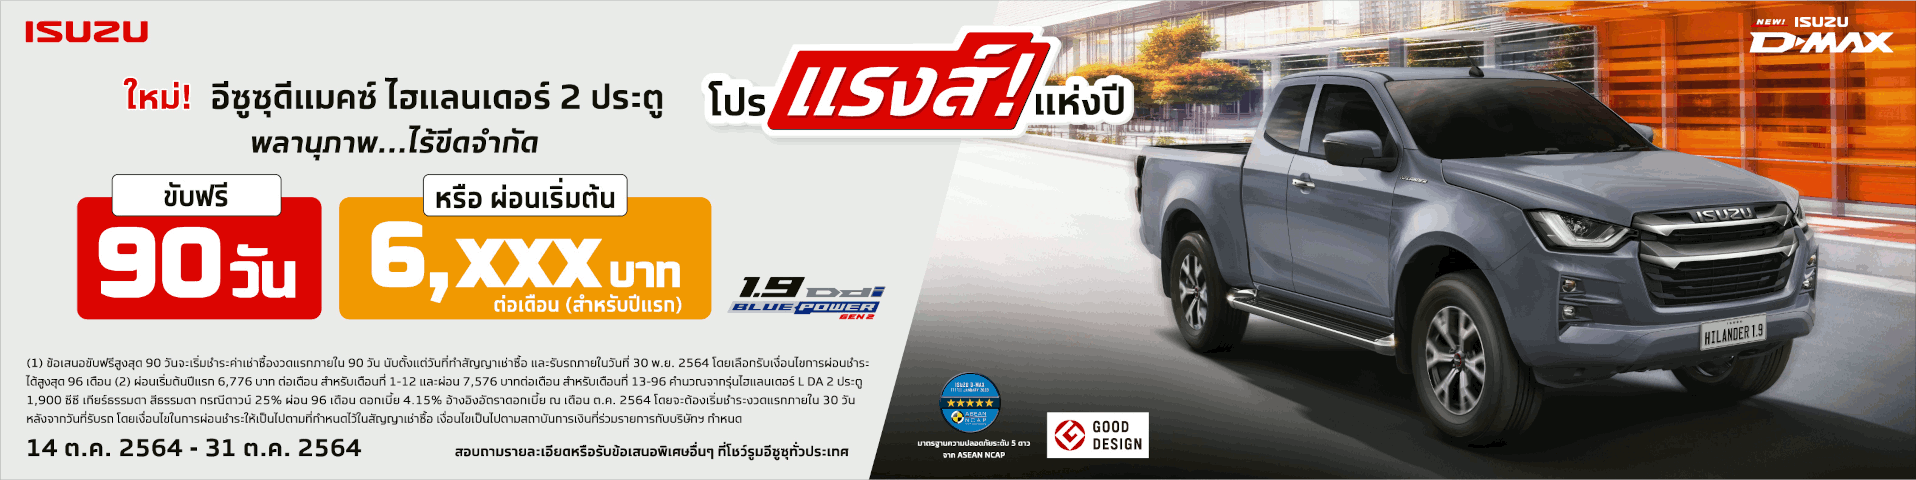 ISUZU
ใหม่! อีซูซุดีแมคซ์ ไฮแลนเดอร์ 2 ประตู
พลานุภาพ...ไร้ขีดจำกัด
โปร แรงส์! แห่งปี
ขับฟรี
90 วัน
หรือ ผ่อนเริ่มต้น
6,xxx บาท
ต่อเดือน (สำหรับปีแรก)
1.9 Ddi
BLUE POWER
GEN 2
(1) ข้อเสนอขับฟรีสูงสุด 90 วันจะเริ่มชำระค่าเช่าซื้องวดแรกภายใน 90 วัน นับตั้งแต่วันที่ทำสัญญาเช่าซื้อ และรับรถภายในวันที่ 30 พ.ย. 2564 โดยเลือกรับเงื่อนไขการผ่อนชำระ
ได้สูงสุด 96 เดือน (2) ผ่อนเริ่มต้นปีแรก 6,776 บาท ต่อเดือน สำหรับเดือนที่ 1-12 และผ่อน 7,576 บาทต่อเดือน สำหรับเดือนที่ 13-96 คำนวณจากรุ่นไฮแลนเดอร์ L DA 2 ประตู
1,900 ซีซี เกียร์ธรรมดา สีธรรมดา กรณีดาวน์ 25% ผ่อน 96 เดือน ดอกเบี้ย 4.15% อ้างอิงอัตราดอกเบี้ย ณ เดือน ต.ค. 2564 โดยจะต้องเริ่มชำระงวดแรกภายใน 30 วัน
หลังจากวันที่รับรถ โดยเงื่อนไขในการผ่อนชำระให้เป็นไปตามที่กำหนดไว้ในสัญญาเช่าซื้อ เงื่อนไขเป็นไปตามสถาบันการเงินที่ร่วมรายการกับบริษัทฯ กำหนด
14 ต.ค. 2564 - 31 ต.ค. 2564
สอบถามรายละเอียดหรือรับข้อเสนอพิเศษอื่นๆ ที่โชว์รูมอีซูซุทั่วประเทศ
NEW! ISUZU
D-MAX
ISUZU
HILANDER 1.9
ISUZU D-MAX
ASEAN
NCAP
มาตรฐานความปลอดภัยระดับ 5 ดาว
จาก ASEAN NCAP
GOOD
DESIGN